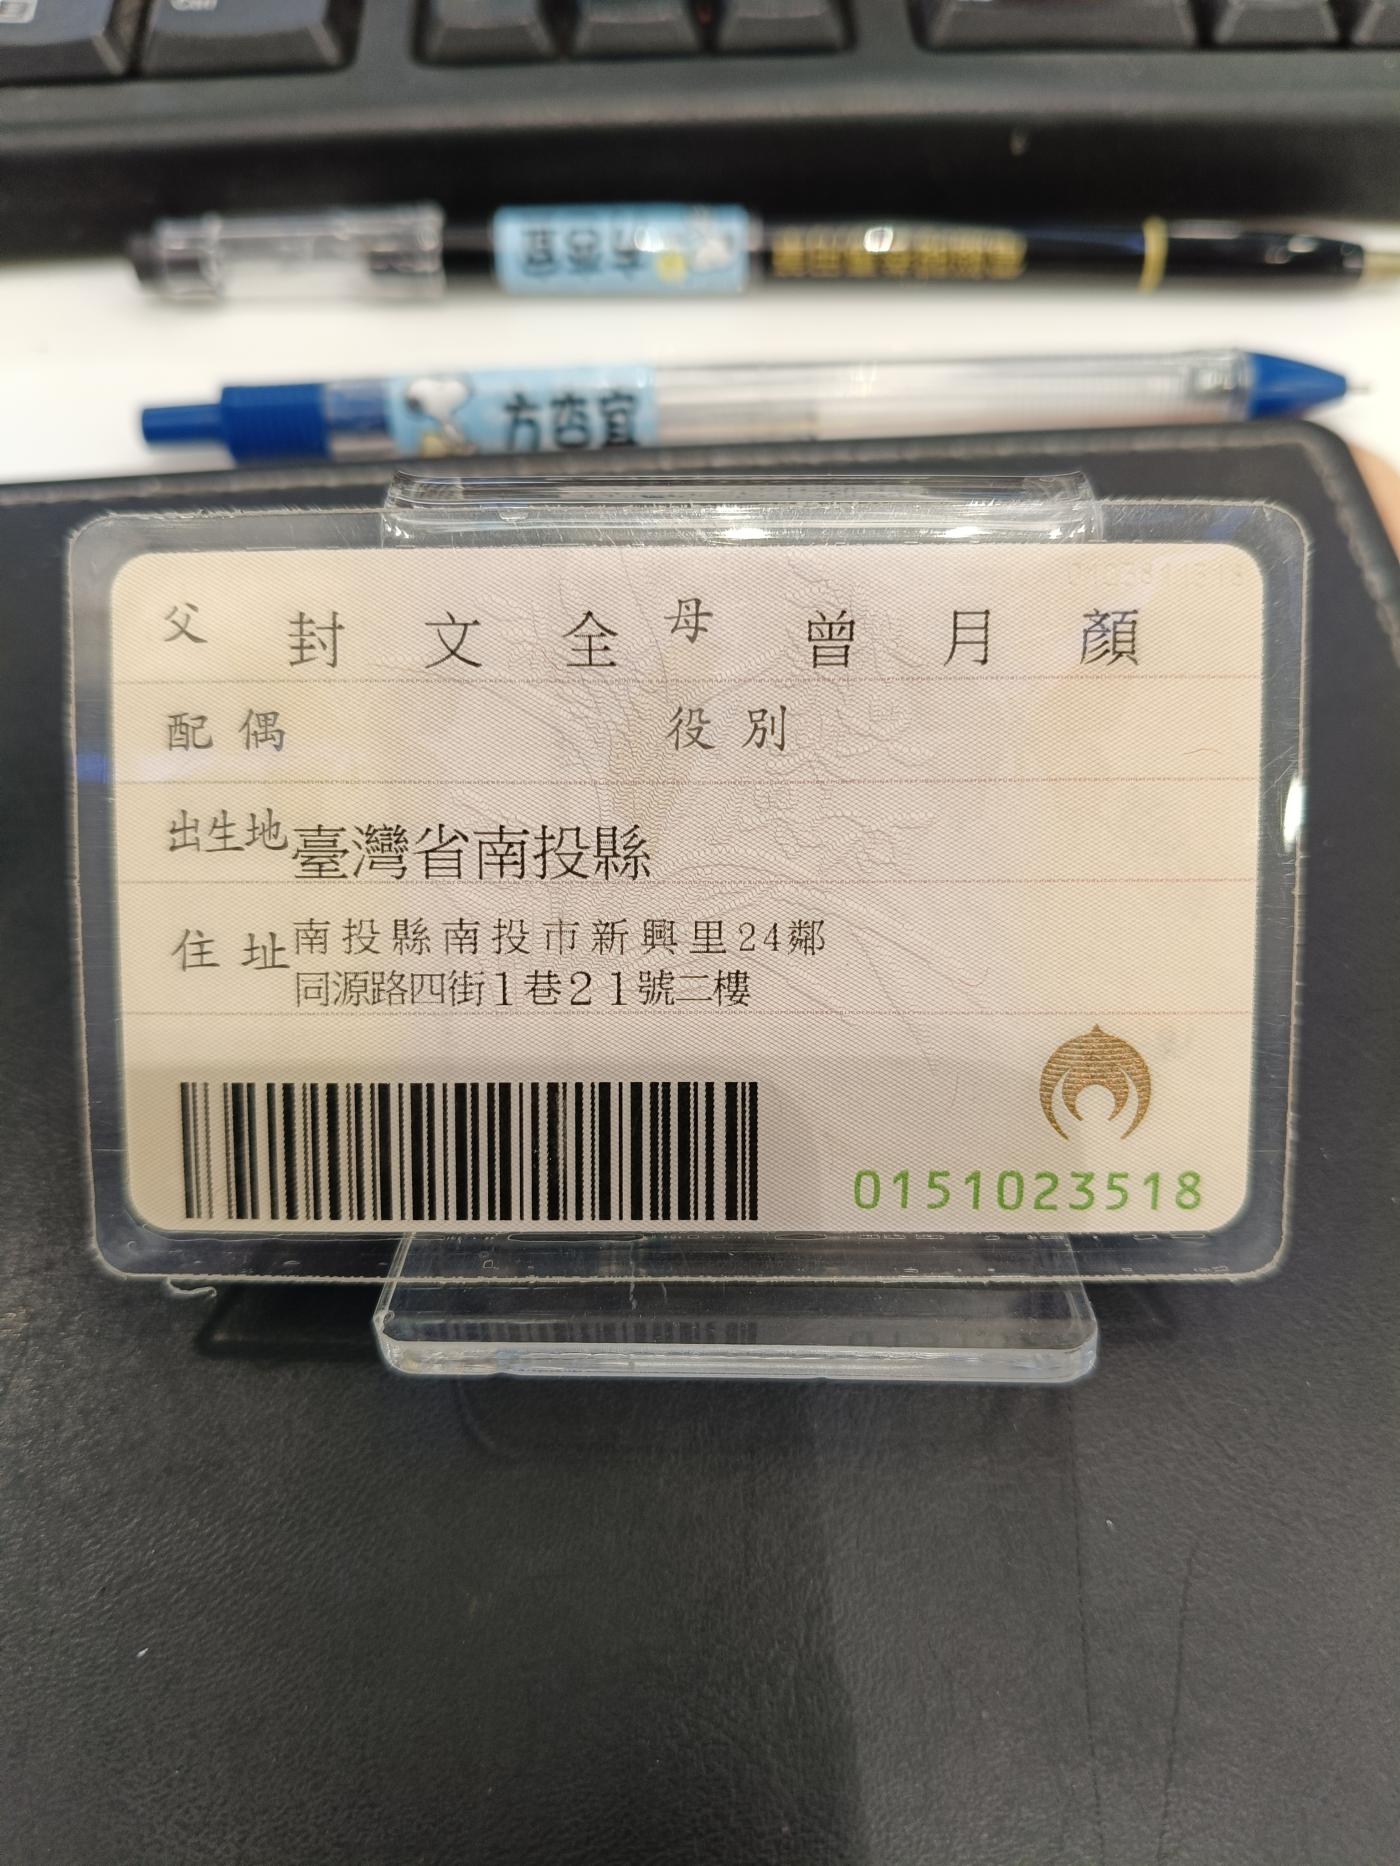 方杏宜
父 封文全 母 曾月顏
配偶 役別
出生地 臺灣省南投縣
住址 南投縣南投市新興里24鄰
同源路四街1巷21號二樓
0151023518